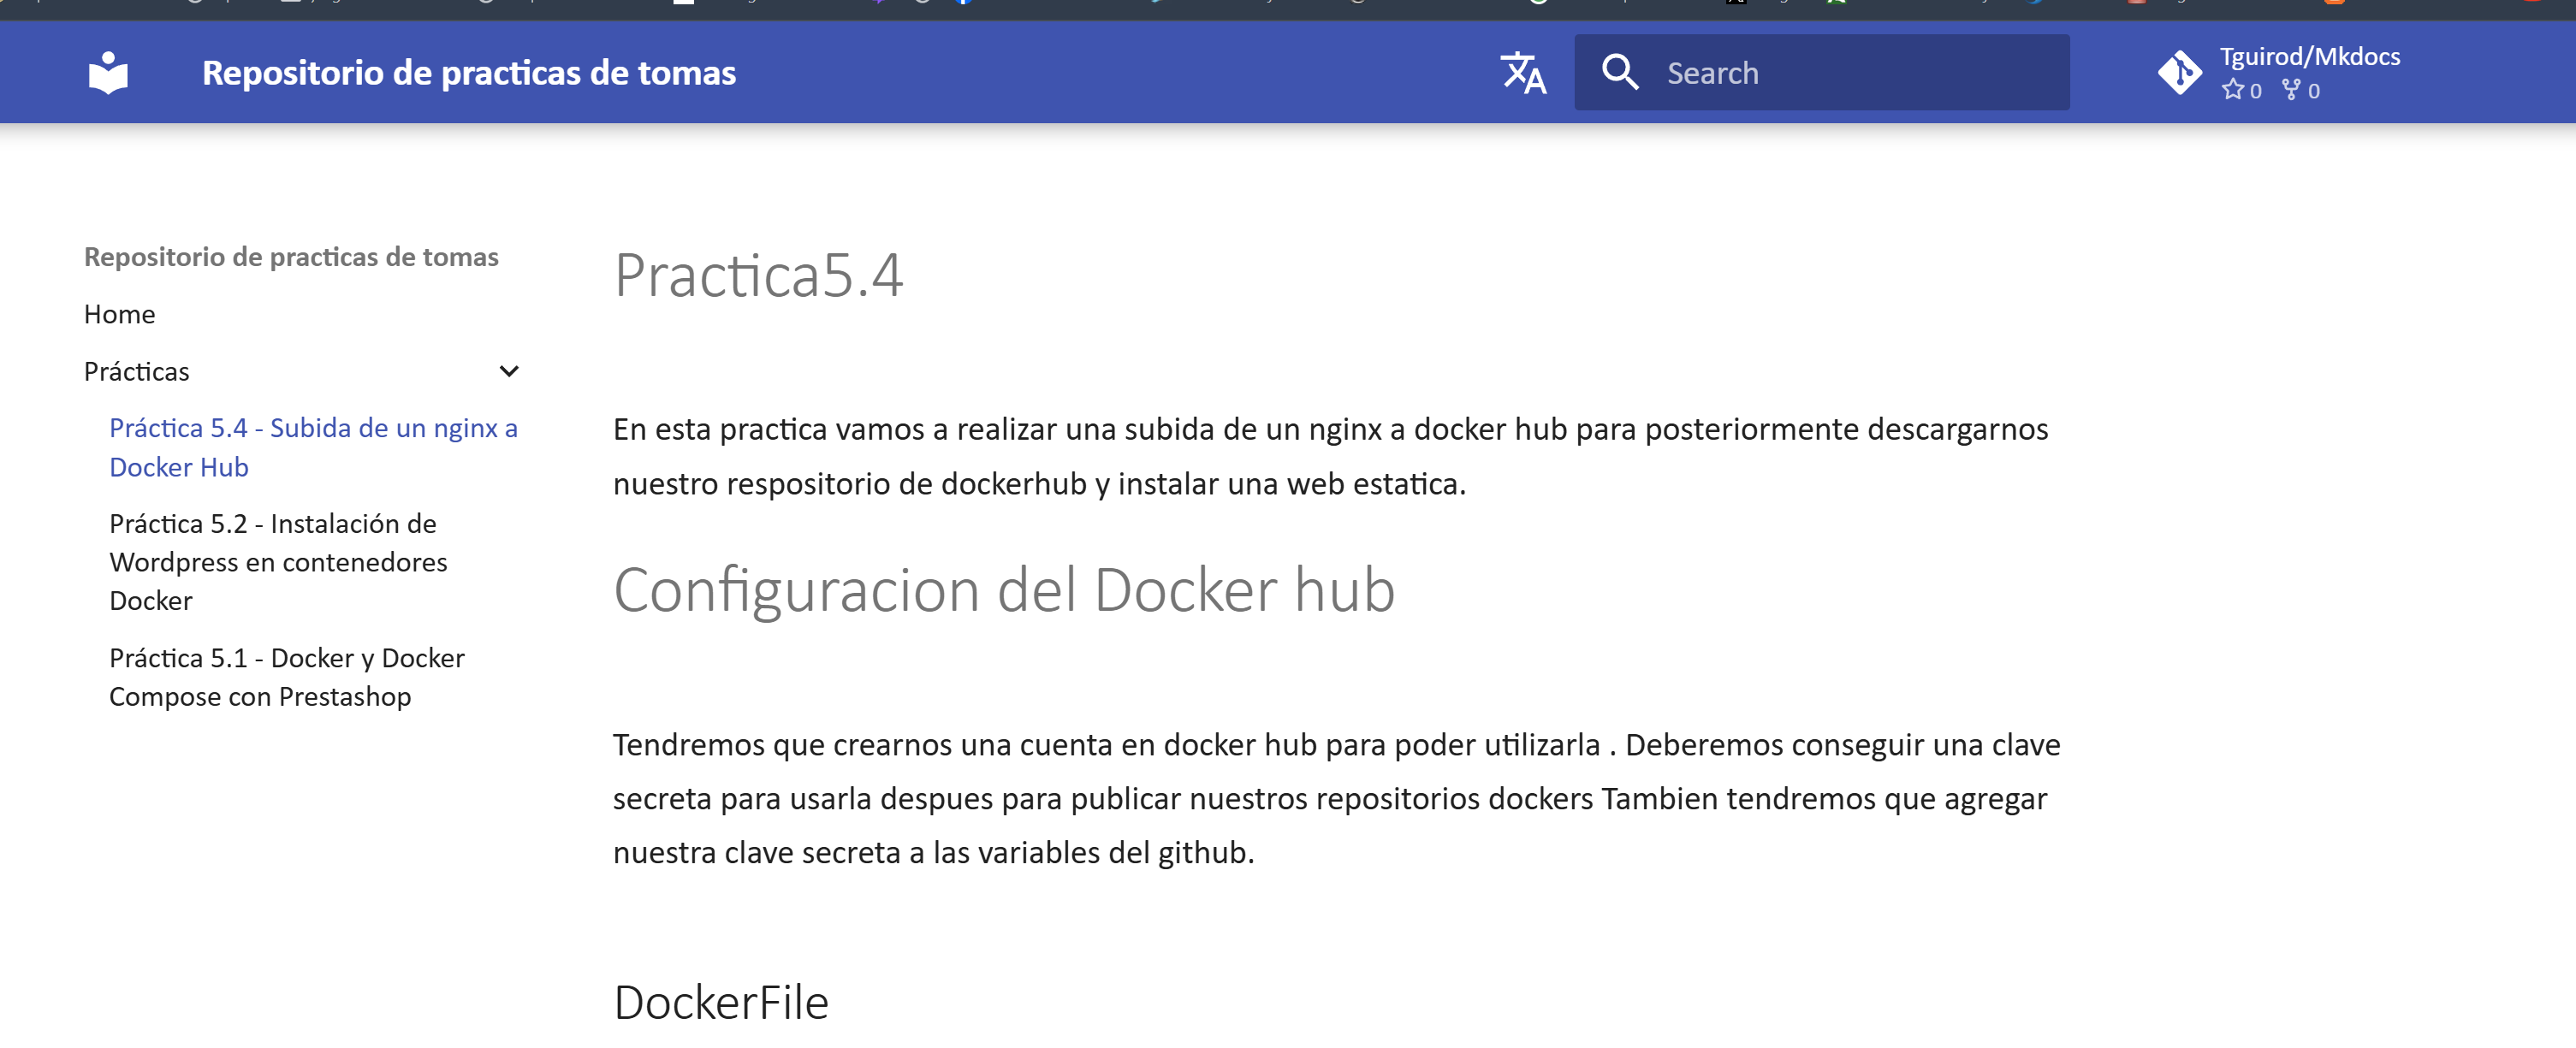 Repositorio de practicas de tomas
Search
Tguirod/Mkdocs
0 0
Repositorio de practicas de tomas
Home
Prácticas
Práctica 5.4 - Subida de un nginx a
Docker Hub
Práctica 5.2 - Instalación de
Wordpress en contenedores
Docker
Práctica 5.1 - Docker y Docker
Compose con Prestashop
Practica5.4
En esta practica vamos a realizar una subida de un nginx a docker hub para posteriormente descargarnos
nuestro respositorio de dockerhub y instalar una web estatica.
Configuracion del Docker hub
Tendremos que crearnos una cuenta en docker hub para poder utilizarla . Deberemos conseguir una clave
secreta para usarla despues para publicar nuestros repositorios dockers Tambien tendremos que agregar
nuestra clave secreta a las variables del github.
DockerFile